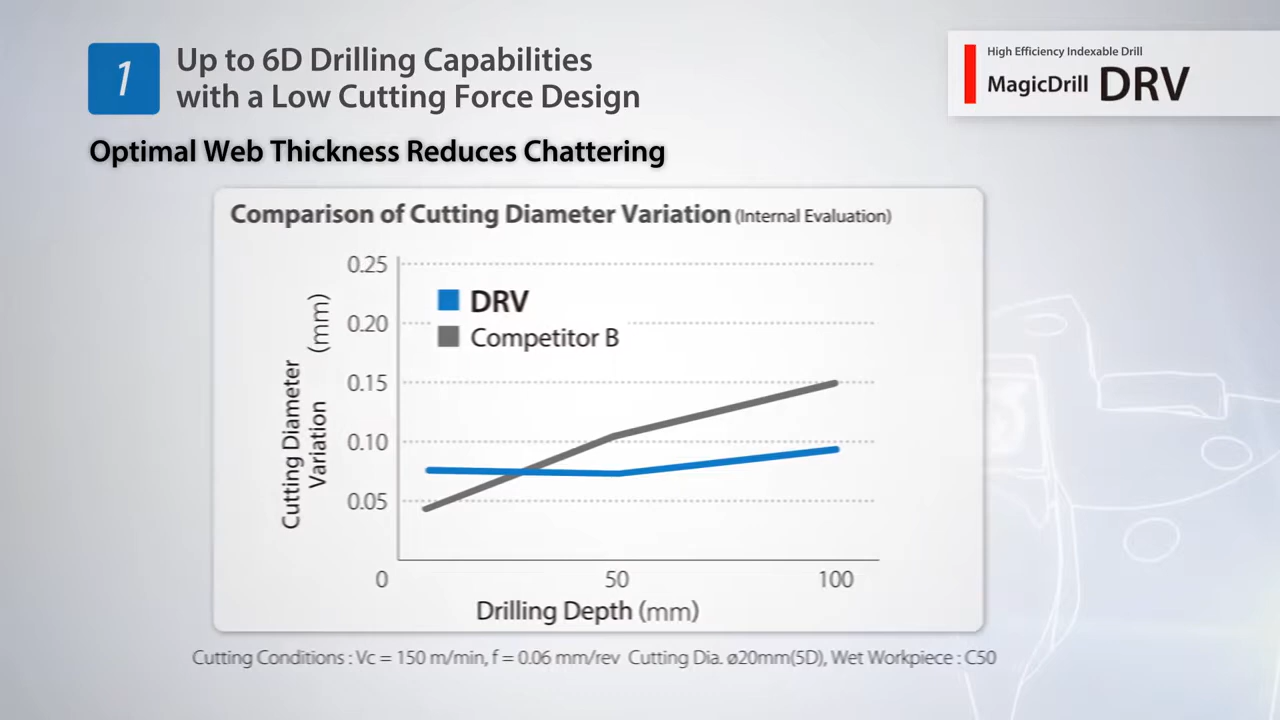 1
Up to 6D Drilling Capabilities
with a Low Cutting Force Design
High Efficiency Indexable Drill
MagicDrill DRV
Optimal Web Thickness Reduces Chattering
Comparison of Cutting Diameter Variation (Internal Evaluation)
0.25
0.20
0.15
0.10
0.05
0
Cutting Diameter
Variation (mm)
DRV
Competitor B
50
100
Drilling Depth (mm)
Cutting Conditions : Vc = 150 m/min, f = 0.06 mm/rev Cutting Dia. ø20mm(5D), Wet Workpiece : C50